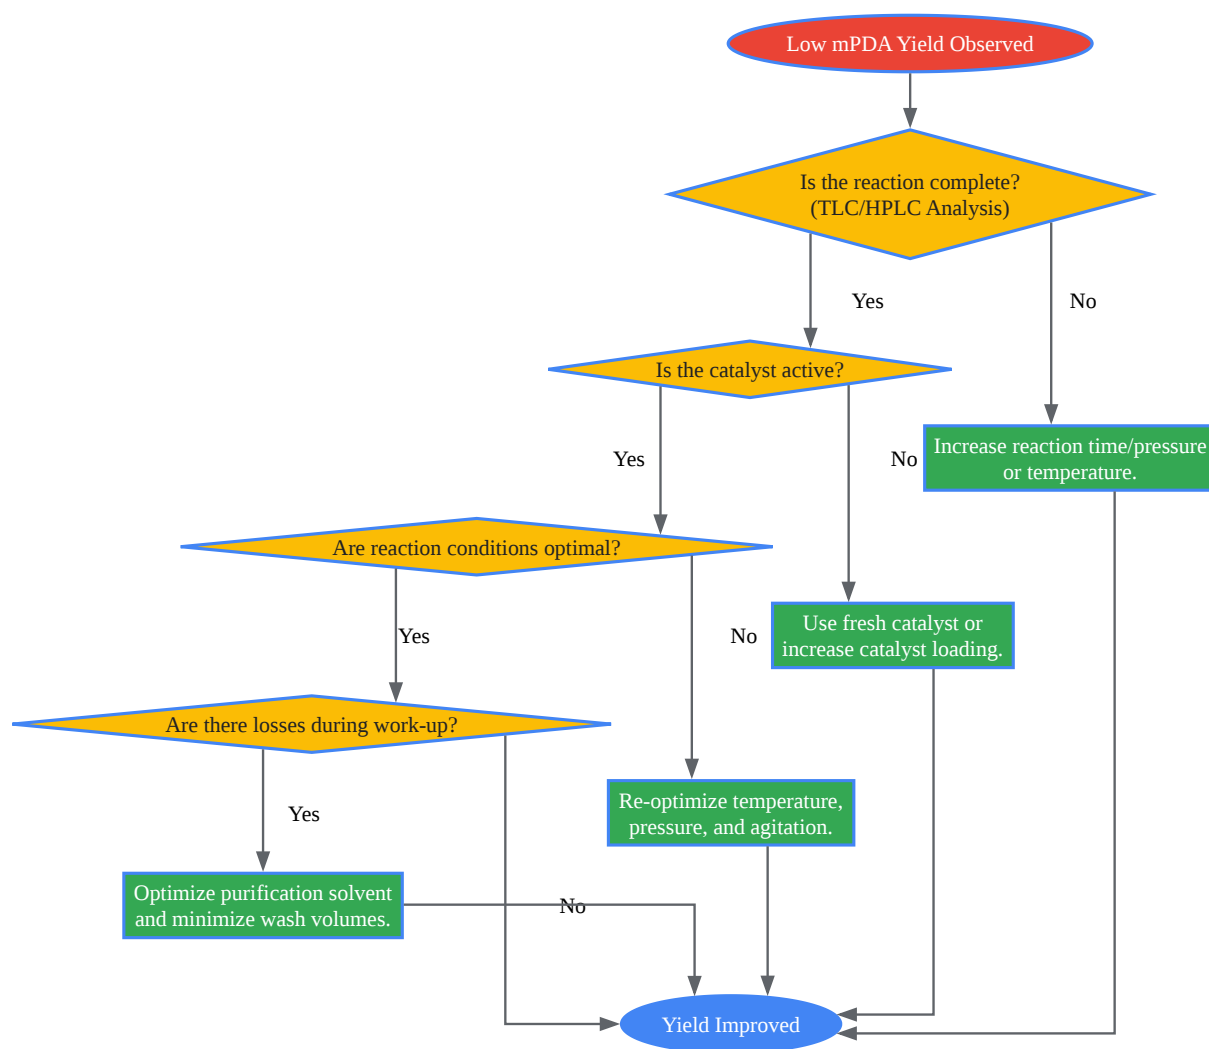 Low mPDA Yield Observed
Is the reaction complete?
(TLC/HPLC Analysis)
Yes
No
Is the catalyst active?
Yes
No
Increase reaction time/pressure
or temperature.
Are reaction conditions optimal?
Yes
No
Use fresh catalyst or
increase catalyst loading.
Are there losses during work-up?
Yes
Re-optimize temperature,
pressure, and agitation.
Optimize purification solvent
and minimize wash volumes.
No
Yield Improved